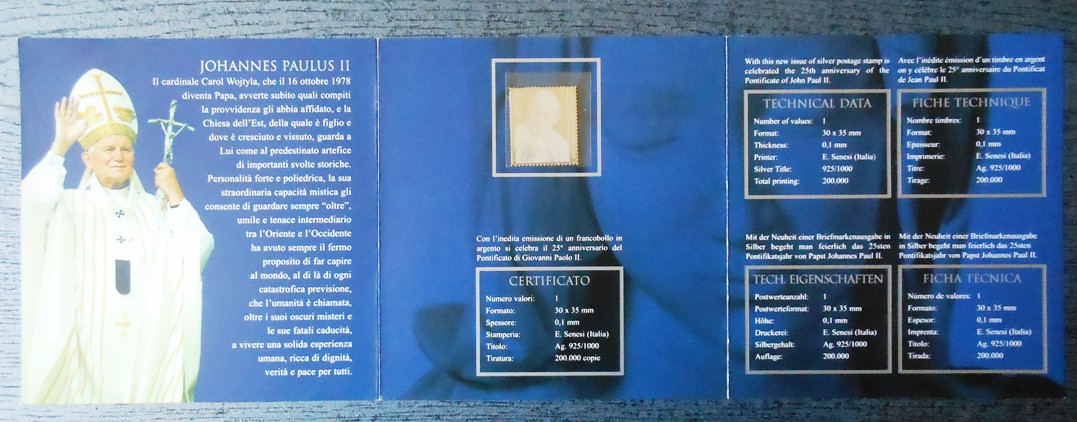 JOHANNES PAULUS II
Il cardinale Carol Wojtyla, che il 16 ottobre 1978
diventa Papa, avverte subito quali compiti
la provvidenza gli abbia affidato, e la
Chiesa dell'Est, della quale è figlio e
dove è cresciuto e vissuto, guarda a
Lui come al predestinato artefice
di importanti svolte storiche.
Personalità forte e poliedrica, la sua
straordinaria capacità mistica gli
consente di guardare sempre "oltre",
umile e tenace intermediario
tra l'Oriente e l'Occidente
ha avuto sempre il fermo
proposito di far capire
al mondo, al di là di ogni
catastrofica previsione,
che l'umanità è chiamata,
oltre i suoi oscuri misteri e
le sue fatali caducità,
a vivere una solida esperienza
umana, ricca di dignità,
verità e pace per tutti.
Con l'inedita emissione di un francobollo in
argento si celebra il 25° anniversario del
Pontificato di Giovanni Paolo II.
CERTIFICATO
Numero valori: 1
Formato: 30 x 35 mm
Spessore: 0,1 mm
Stamperia: E. Senesi (Italia)
Titolo: Ag. 925/1000
Tiratura: 200.000 copie
With this new issue of silver postage stamp is
celebrated the 25th anniversary of the
Pontificate of John Paul II.
TECHNICAL DATA
Number of values: 1
Format: 30 x 35 mm
Thickness: 0,1 mm
Printer: E. Senesi (Italia)
Silver Title: 925/1000
Total printing: 200.000
Avec l'inédite émission d'un timbre en argent
on y célèbre le 25° anniversaire du Pontificat
de Jean Paul II.
FICHE TECHNIQUE
Nombre timbres: 1
Format: 30 x 35 mm
Epaisseur: 0,1 mm
Imprimerie: E. Senesi (Italia)
Titre: Ag. 925/1000
Tirage: 200.000
Mit der Neuheit einer Briefmarkenausgabe in
Silber begeht man feierlich das 25sten
Pontifikatsjahr von Papst Johannes Paul II.
TECH. EIGENSCHAFTEN
Postwerteanzahl: 1
Postwerteformat: 30 x 35 mm
Höhe: 0,1 mm
Druckerei: E. Senesi (Italia)
Silbergehalt: Ag. 925/1000
Auflage: 200.000
Mit der Neuheit einer Briefmarkenausgabe
in Silber begeht man feierlich das 25sten
Pontifikatsjahr von Papst Johannes Paul II.
FICHA TÈCNICA
Número de valores: 1
Formato: 30 x 35 mm
Espesor: 0,1 mm
Imprenta: E. Senesi (Italia)
Titolo: Ag. 925/1000
Tirada: 200.000